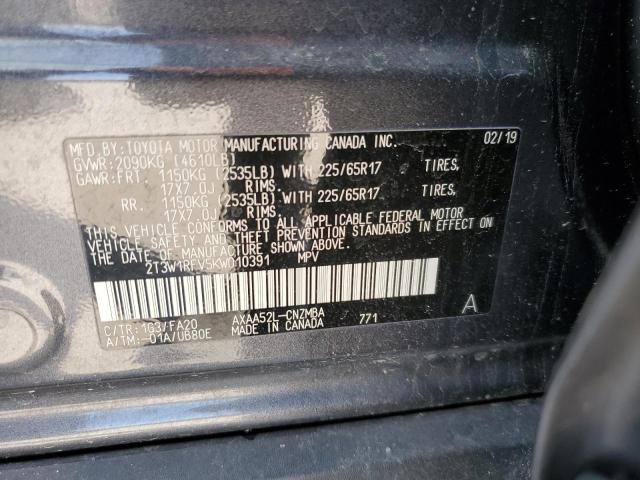 MFD. BY: TOYOTA MOTOR MANUFACTURING CANADA INC. 02/19
GVWR: 2090KG (4610LB)
GAWR: FRT. 1150KG (2535LB) WITH 225/65R17 TIRES,
17X7.0J RIMS.
RR. 1150KG (2535LB) WITH 225/65R17 TIRES,
17X7.0J RIMS.
THIS VEHICLE CONFORMS TO ALL APPLICABLE FEDERAL MOTOR
VEHICLE SAFETY AND THEFT PREVENTION STANDARDS IN EFFECT ON
THE DATE OF MANUFACTURE SHOWN ABOVE.
2T3W1RFV5KW010391 MPV
A
C/TR: 1G3/FA20 AXAA52L-CNZMBA 771
A/TM: -01A/UB80E MADE IN CANADA